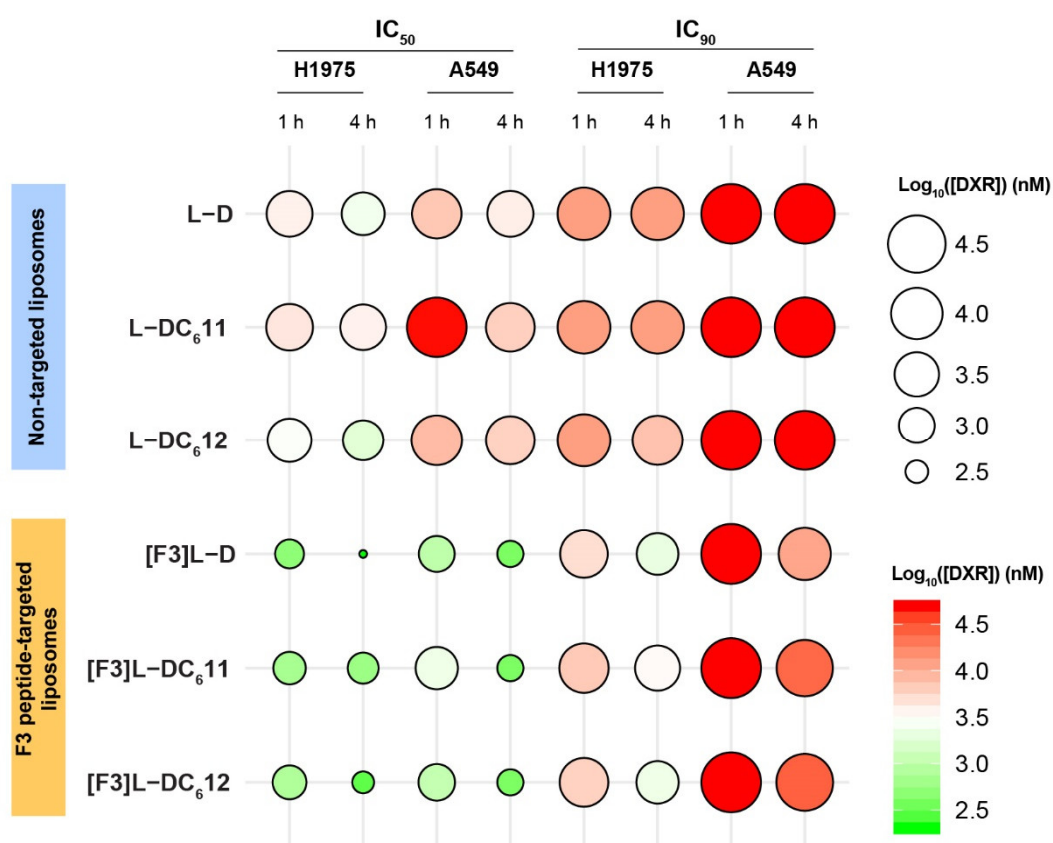 IC50 IC90
H1975 A549 H1975 A549
1 h 4 h 1 h 4 h 1 h 4 h 1 h 4 h
Non-targeted liposomes
L−D
L−DC611
L−DC612
F3 peptide-targeted
liposomes
[F3]L−D
[F3]L−DC611
[F3]L−DC612
Log10([DXR]) (nM)
4.5
4.0
3.5
3.0
2.5
Log10([DXR]) (nM)
4.5
4.0
3.5
3.0
2.5